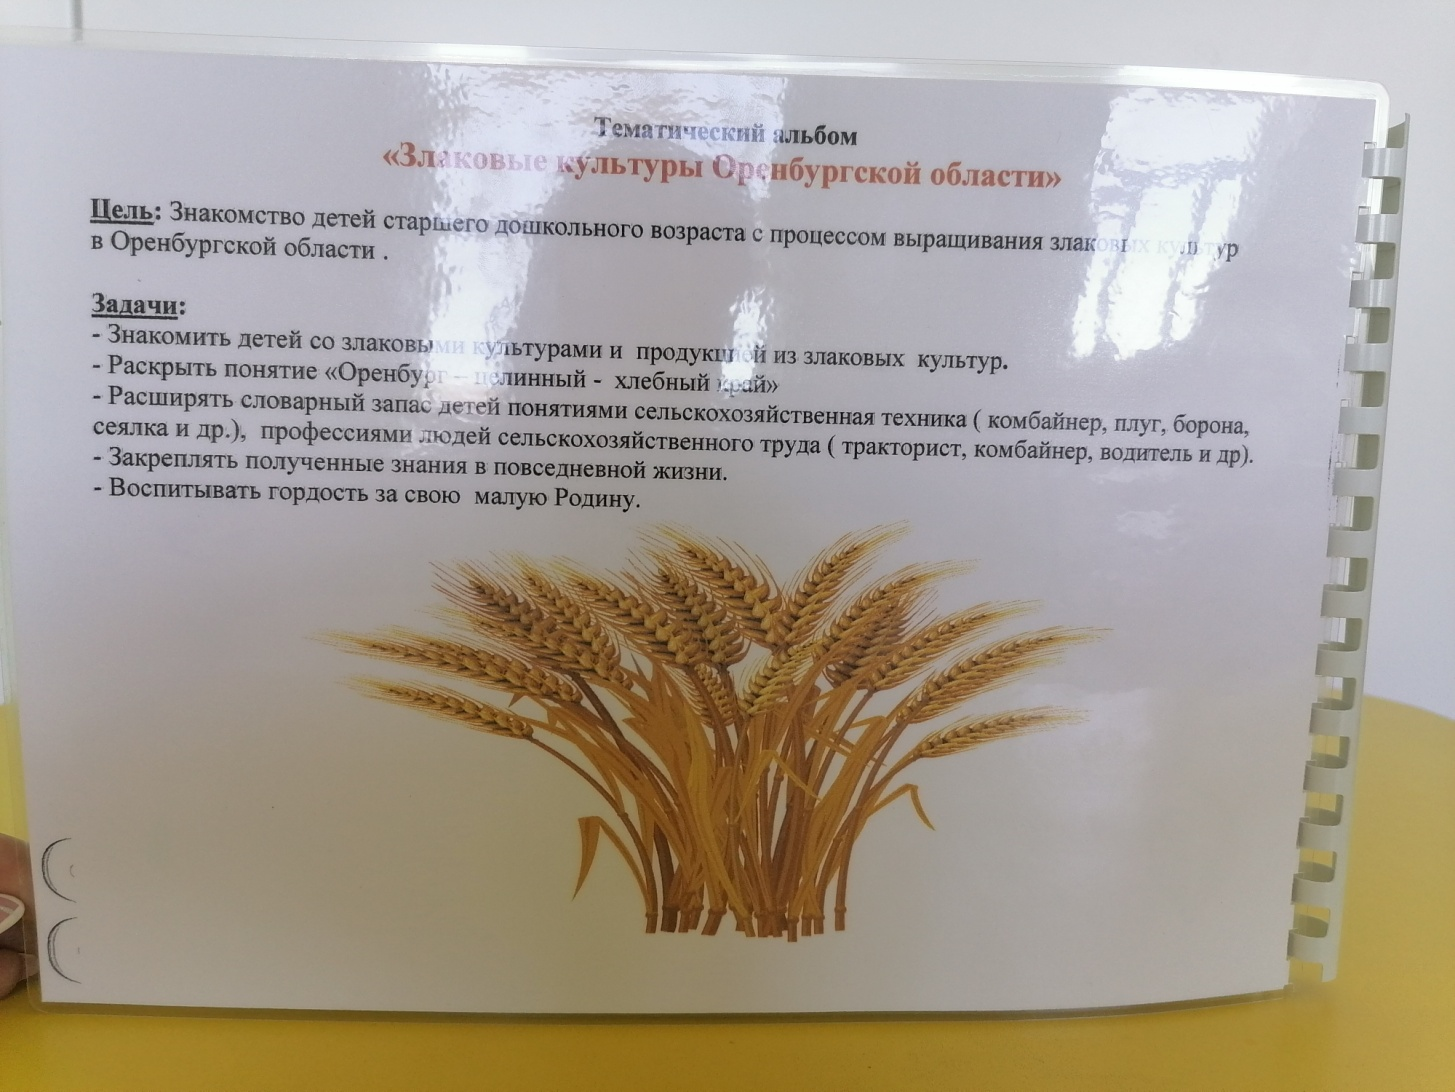 Тематический альбом
«Злаковые культуры Оренбургской области»
Цель: Знакомство детей старшего дошкольного возраста с процессом выращивания злаковых культур
в Оренбургской области .
Задачи:
- Знакомить детей со злаковыми культурами и продукцией из злаковых культур.
- Раскрыть понятие «Оренбург – целинный - хлебный край»
- Расширять словарный запас детей понятиями сельскохозяйственная техника ( комбайнер, плуг, борона,
сеялка и др.), профессиями людей сельскохозяйственного труда ( тракторист, комбайнер, водитель и др).
- Закреплять полученные знания в повседневной жизни.
- Воспитывать гордость за свою малую Родину.